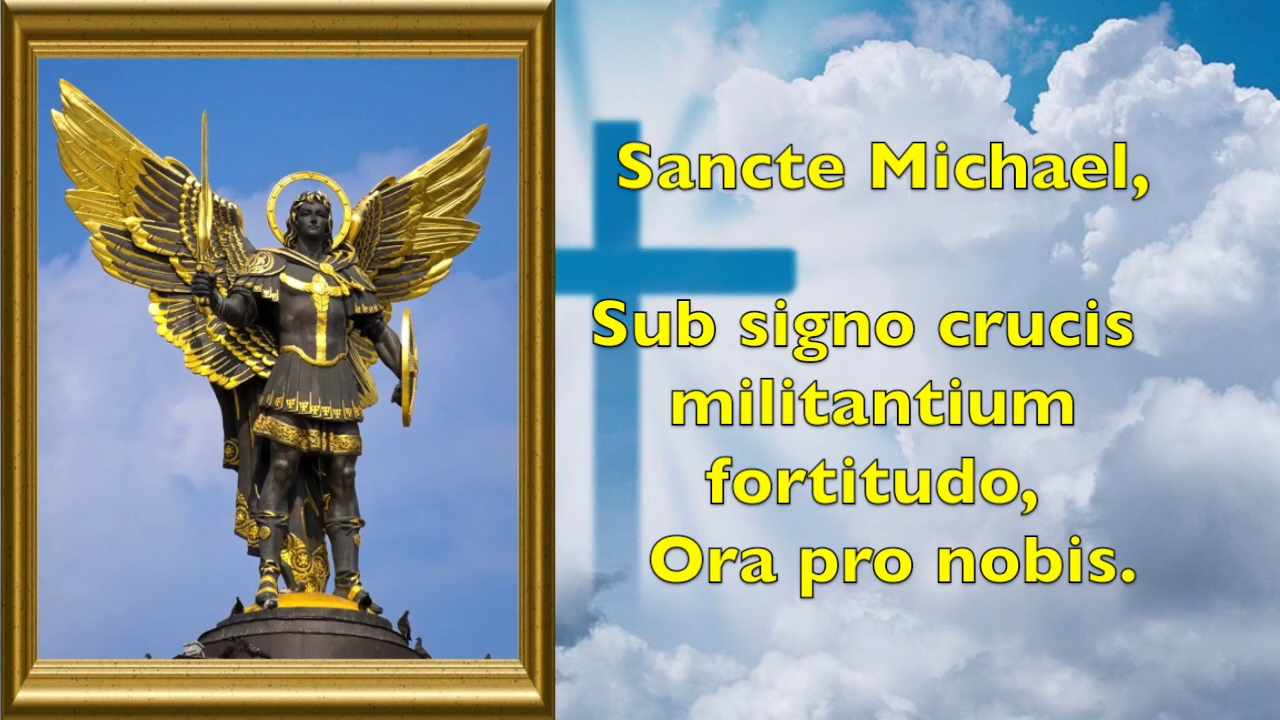 Sancte Michael,
Sub signo crucis
militantium
fortitudo,
Ora pro nobis.